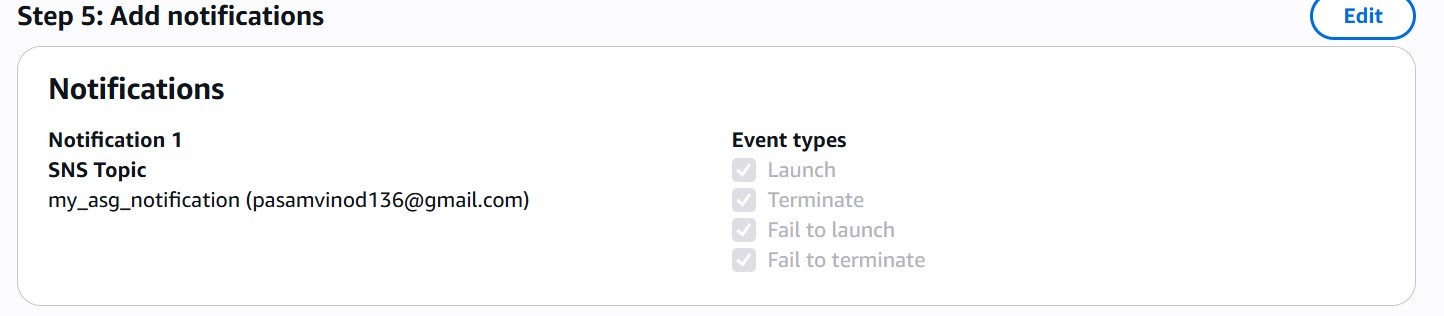 Step 5: Add notifications
Edit
Notifications
Notification 1
SNS Topic
my_asg_notification (pasamvinod136@gmail.com)
Event types
Launch
Terminate
Fail to launch
Fail to terminate